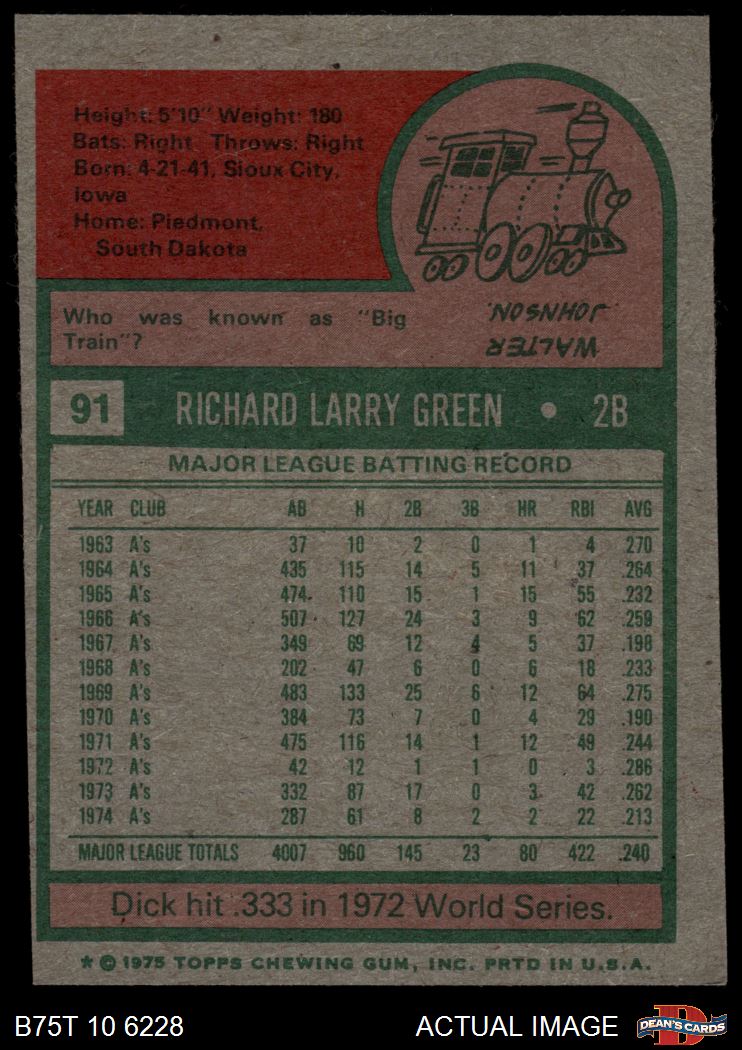 Height: 5'10" Weight: 180
Bats: Right Throws: Right
Born: 4-21-41, Sioux City,
Iowa
Home: Piedmont,
South Dakota
Who was known as "Big
Train"?
WALTER
JOHNSON.
91 RICHARD LARRY GREEN • 2B
MAJOR LEAGUE BATTING RECORD
YEAR CLUB AB H 2B 3B HR RBI AVG
1963 A's 37 10 2 0 1 4 .270
1964 A's 435 115 14 5 11 37 .264
1965 A's 474 110 15 1 15 55 .232
1966 A's 507 127 24 3 9 62 .259
1967 A's 349 69 12 4 5 37 .198
1968 A's 202 47 6 0 6 18 .233
1969 A's 483 133 25 6 12 64 .275
1970 A's 384 73 7 0 4 29 .190
1971 A's 475 116 14 1 12 49 .244
1972 A's 42 12 1 1 0 3 .286
1973 A's 332 87 17 0 3 42 .262
1974 A's 287 61 8 2 2 22 .213
MAJOR LEAGUE TOTALS 4007 960 145 23 80 422 .240
Dick hit .333 in 1972 World Series.
* © 1975 TOPPS CHEWING GUM, INC. PRTD IN U.S.A.
B75T 10 6228 ACTUAL IMAGE D DEAN'S CARDS